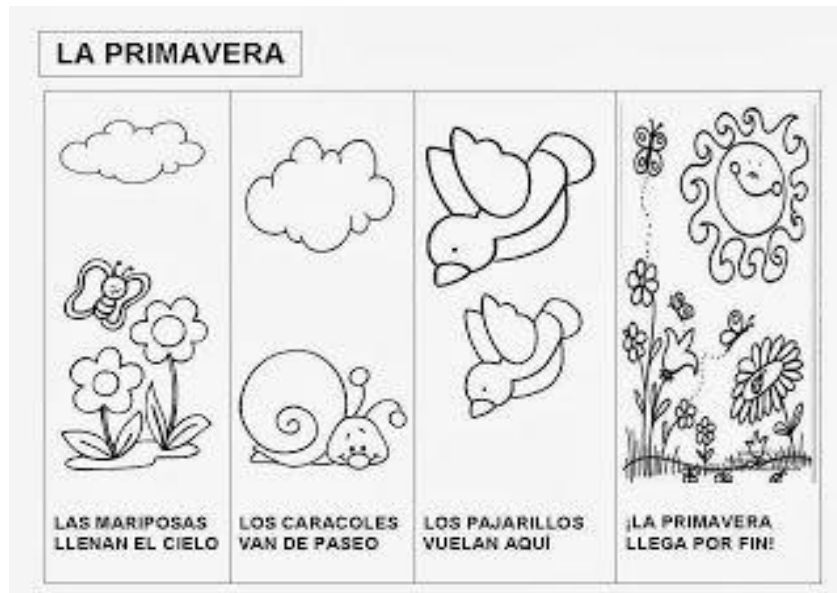 LA PRIMAVERA
LAS MARIPOSAS
LLENAN EL CIELO
LOS CARACOLES
VAN DE PASEO
LOS PAJARILLOS
VUELAN AQUÍ
¡LA PRIMAVERA
LLEGA POR FIN!